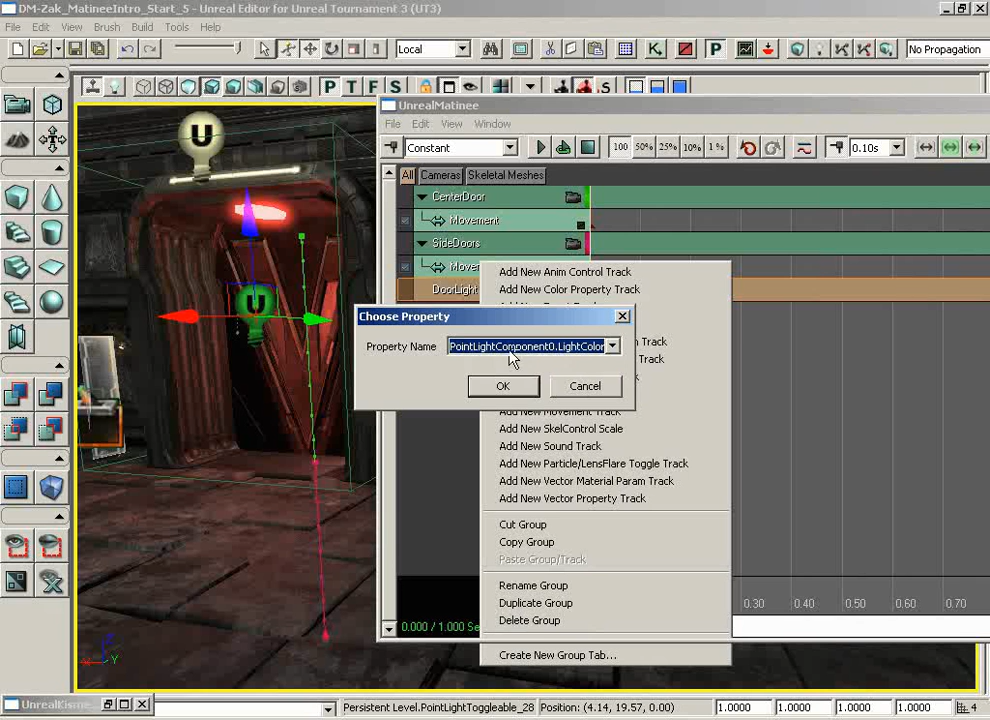 DM-Zak_MatineeIntro_Start_5 - Unreal Editor for Unreal Tournament 3 (UT3)
File Edit View Brush Build Tools Help
Local
K
P
No Propagation
P T F S
S
UnrealMatinee
File Edit View Window
Constant
100 50% 25% 10% 1%
0.10s
All Cameras Skeletal Meshes
CenterDoor
Movement
SideDoors
DoorLight
Add New Anim Control Track
Add New Color Property Track
Choose Property
Property Name
PointLightComponent0.LightColor
OK Cancel
Add New Movement Track
Add New SkelControl Scale
Add New Sound Track
Add New Particle/LensFlare Toggle Track
Add New Vector Material Param Track
Add New Vector Property Track
Cut Group
Copy Group
Paste Group/Track
Rename Group
Duplicate Group
Delete Group
Create New Group Tab...
0.30 0.40 0.50 0.60 0.70
0.000 / 1.000 Se
U
U
Z
X
Y
Persistent Level.PointLightToggleable_28
Position: (4.14, 19.57, 0.00)
1.0000 1.0000 1.0000 1.0000
4